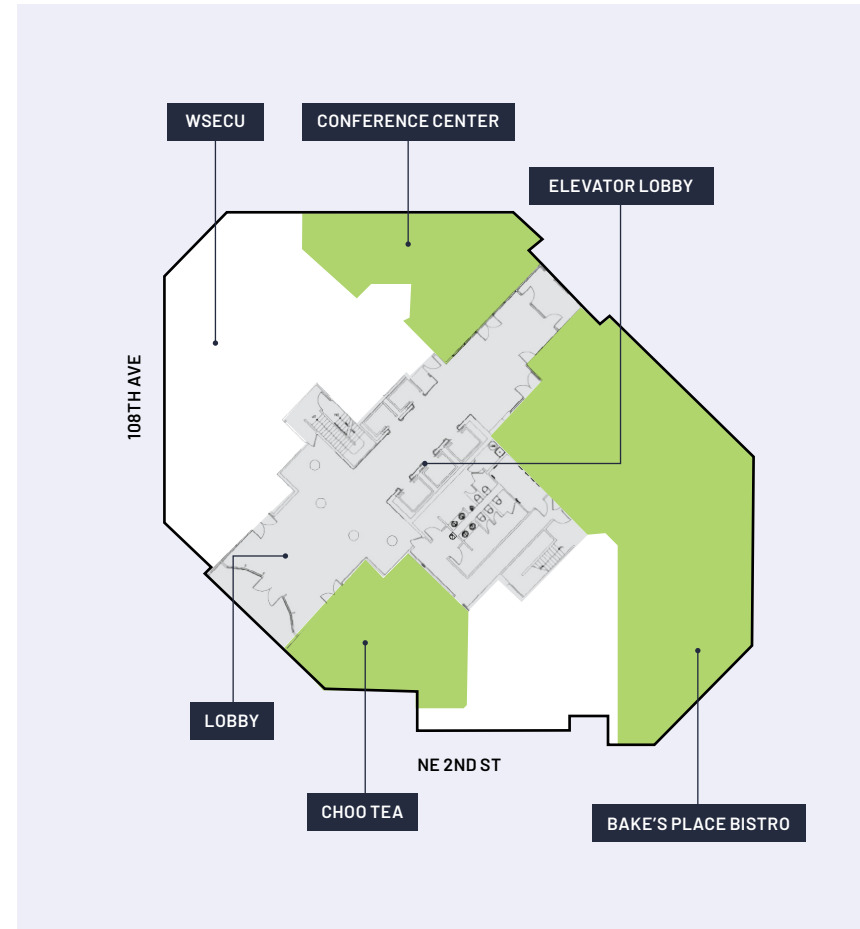 WSECU
CONFERENCE CENTER
ELEVATOR LOBBY
108TH AVE
LOBBY
NE 2ND ST
CHOO TEA
BAKE’S PLACE BISTRO